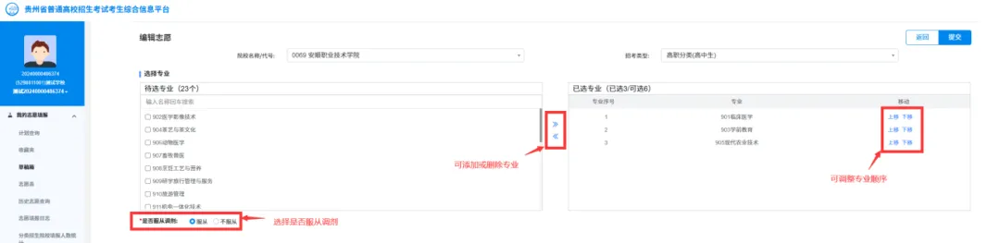 贵州省普通高校招生考试考生综合信息平台
20240000486374
(5298011001)测试学校
测试20240000486374
我的志愿填报
计划查询
收藏夹
草稿箱
志愿表
历史志愿查询
志愿填报日志
分类招生院校填报人数统
编辑志愿
返回
提交
院校名称/代号:
0069 安顺职业技术学院
招考类型:
高职分类(高中生)
选择专业
待选专业（23个）
输入名称回车搜索
902医学影像技术
904茶艺与茶文化
906动物医学
907畜牧兽医
908烹饪工艺与营养
909研学旅行管理与服务
910旅游管理
911机电一体化技术
可添加或删除专业
已选专业（已选3/可选6）
专业序号 专业 移动
1 901临床医学 上移 下移
2 903学前教育 上移 下移
3 905现代农业技术 上移 下移
可调整专业顺序
*是否服从调剂: 服从 不服从
选择是否服从调剂